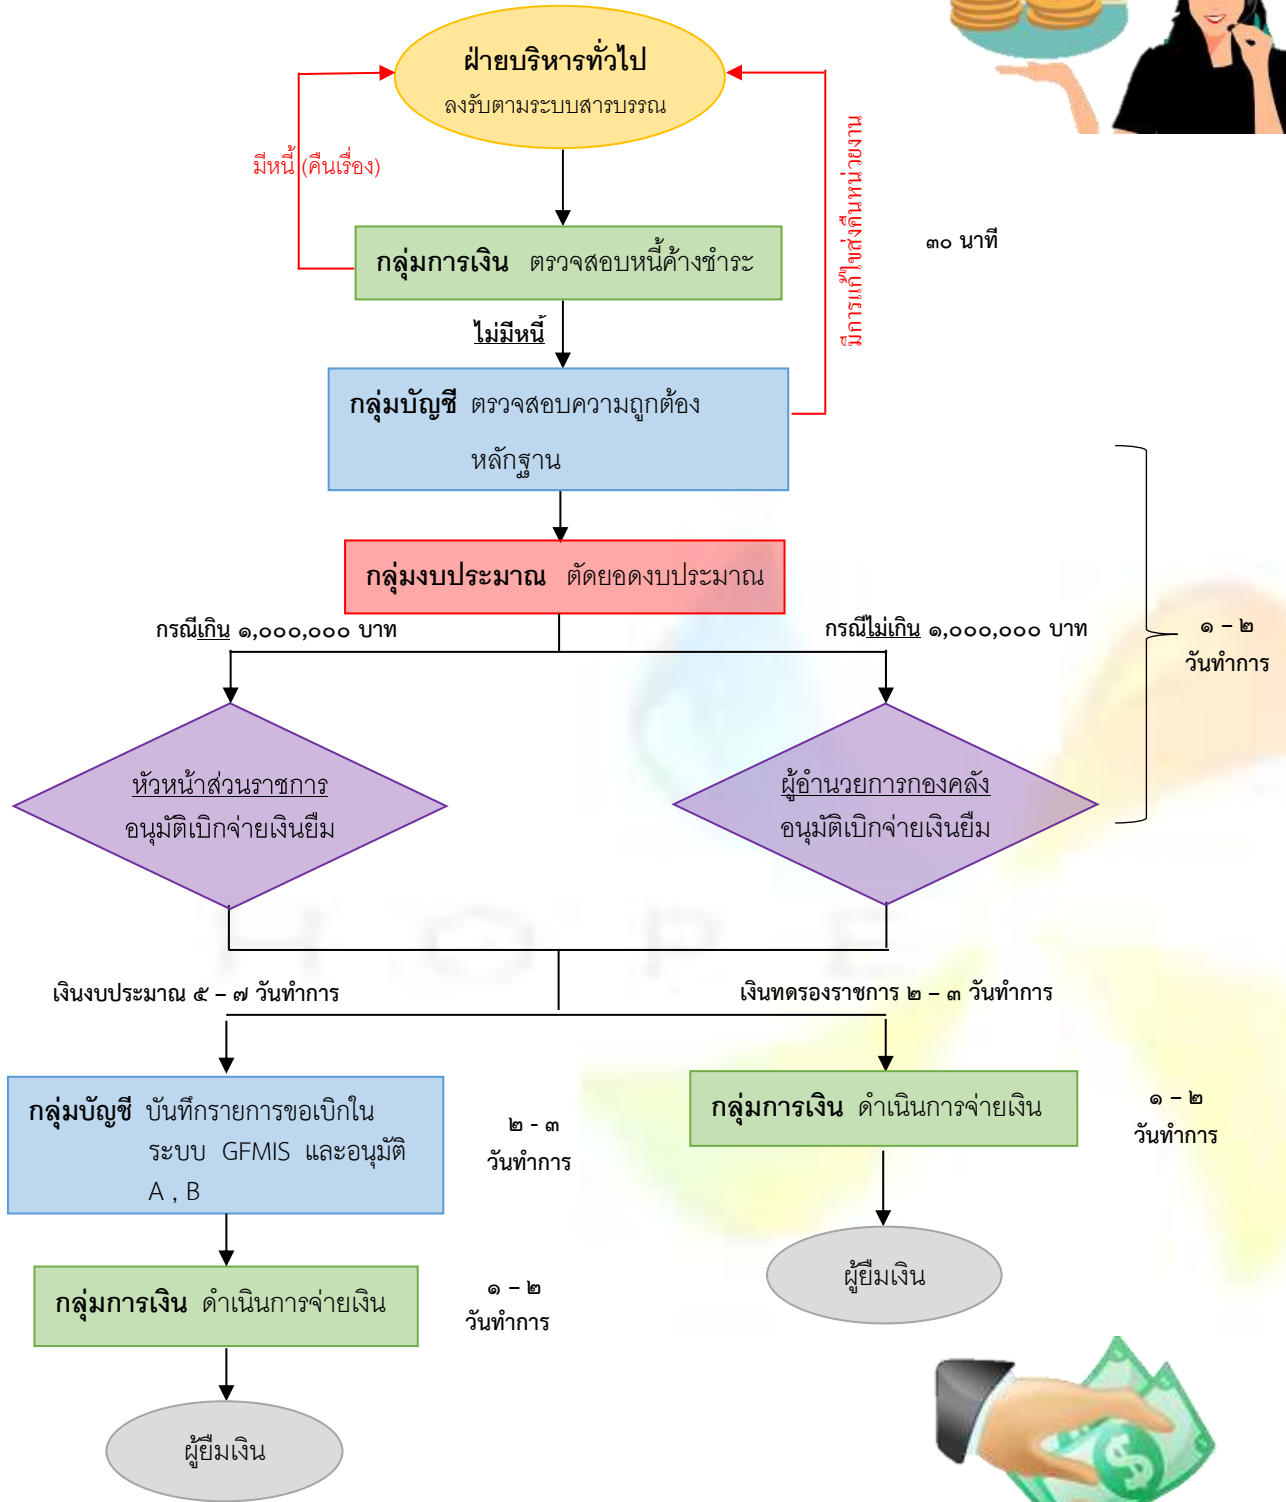 ฝ่ายบริหารทั่วไป
ลงรับตามระบบสารบรรณ
มีหนี้ (คืนเรื่อง)
มีการแก้ไขส่งคืนหน่วยงาน
๓๐ นาที
กลุ่มการเงิน ตรวจสอบหนี้ค้างชำระ
ไม่มีหนี้
กลุ่มบัญชี ตรวจสอบความถูกต้อง
หลักฐาน
กลุ่มงบประมาณ ตัดยอดงบประมาณ
กรณีเกิน ๑,๐๐๐,๐๐๐ บาท
กรณีไม่เกิน ๑,๐๐๐,๐๐๐ บาท
๑ – ๒
วันทำการ
หัวหน้าส่วนราชการ
อนุมัติเบิกจ่ายเงินยืม
ผู้อำนวยการกองคลัง
อนุมัติเบิกจ่ายเงินยืม
H O P E
เงินงบประมาณ ๕ – ๗ วันทำการ
เงินทดรองราชการ ๒ – ๓ วันทำการ
กลุ่มบัญชี บันทึกรายการขอเบิกใน
ระบบ GFMIS และอนุมัติ
A , B
๒ - ๓
วันทำการ
กลุ่มการเงิน ดำเนินการจ่ายเงิน
๑ – ๒
วันทำการ
กลุ่มการเงิน ดำเนินการจ่ายเงิน
๑ – ๒
วันทำการ
ผู้ยืมเงิน
ผู้ยืมเงิน